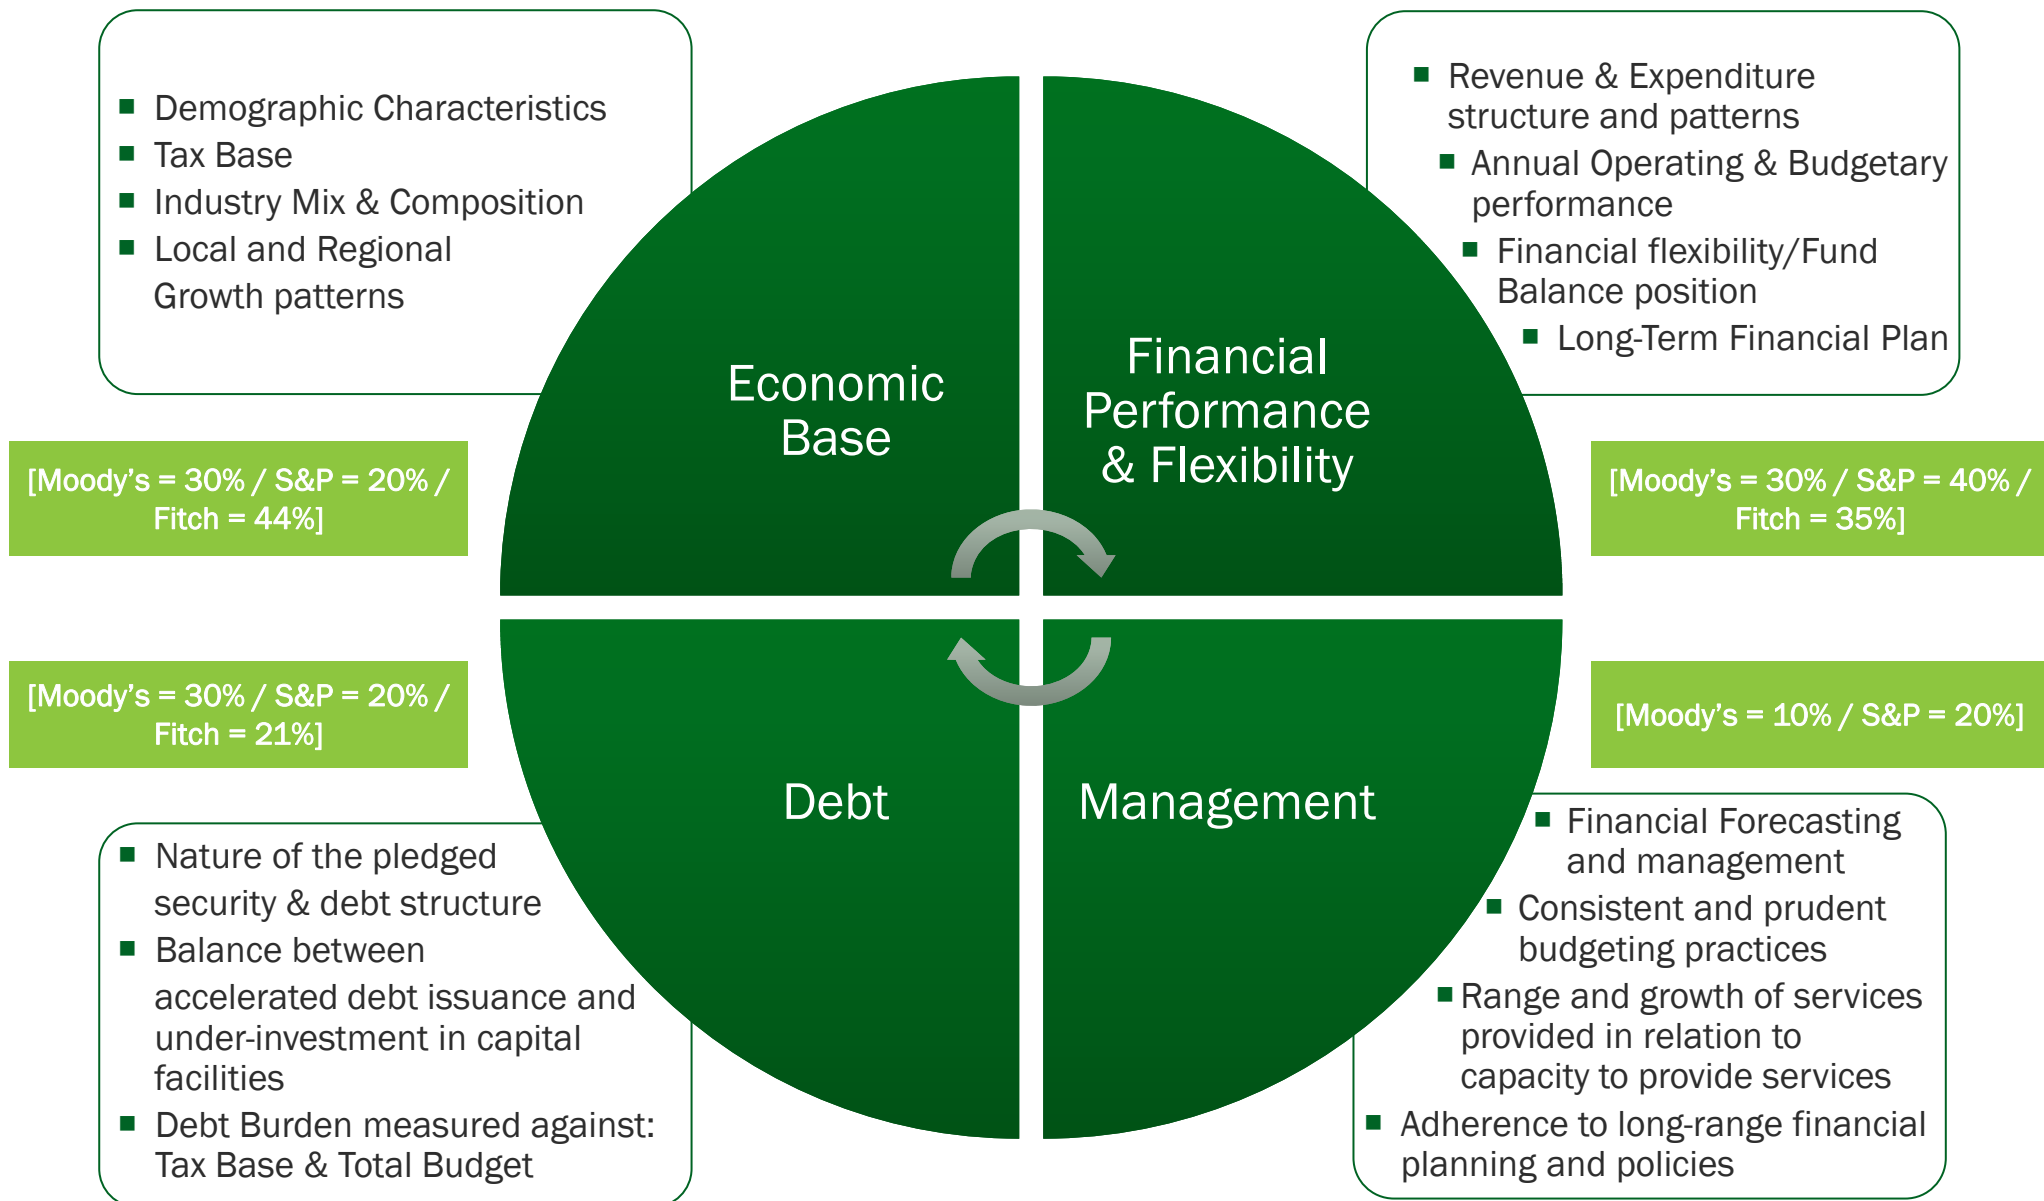 Demographic Characteristics
Tax Base
Industry Mix & Composition
Local and Regional
Growth patterns
Revenue & Expenditure
structure and patterns
Annual Operating & Budgetary
performance
Financial flexibility/Fund
Balance position
Long-Term Financial Plan
Economic
Base
Financial
Performance
& Flexibility
[Moody’s = 30% / S&P = 20% /
Fitch = 44%]
[Moody’s = 30% / S&P = 40% /
Fitch = 35%]
[Moody’s = 30% / S&P = 20% /
Fitch = 21%]
[Moody’s = 10% / S&P = 20%]
Debt
Management
Nature of the pledged
security & debt structure
Balance between
accelerated debt issuance and
under-investment in capital
facilities
Debt Burden measured against:
Tax Base & Total Budget
Financial Forecasting
and management
Consistent and prudent
budgeting practices
Range and growth of services
provided in relation to
capacity to provide services
Adherence to long-range financial
planning and policies